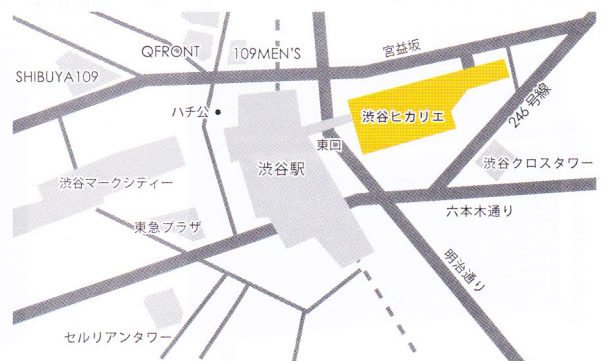 QFRONT
109MEN'S
宮益坂
SHIBUYA109
ハチ公
渋谷ヒカリエ
246号線
東口
渋谷駅
渋谷クロスタワー
渋谷マークシティー
六本木通り
東急プラザ
明治通り
セルリアンタワー